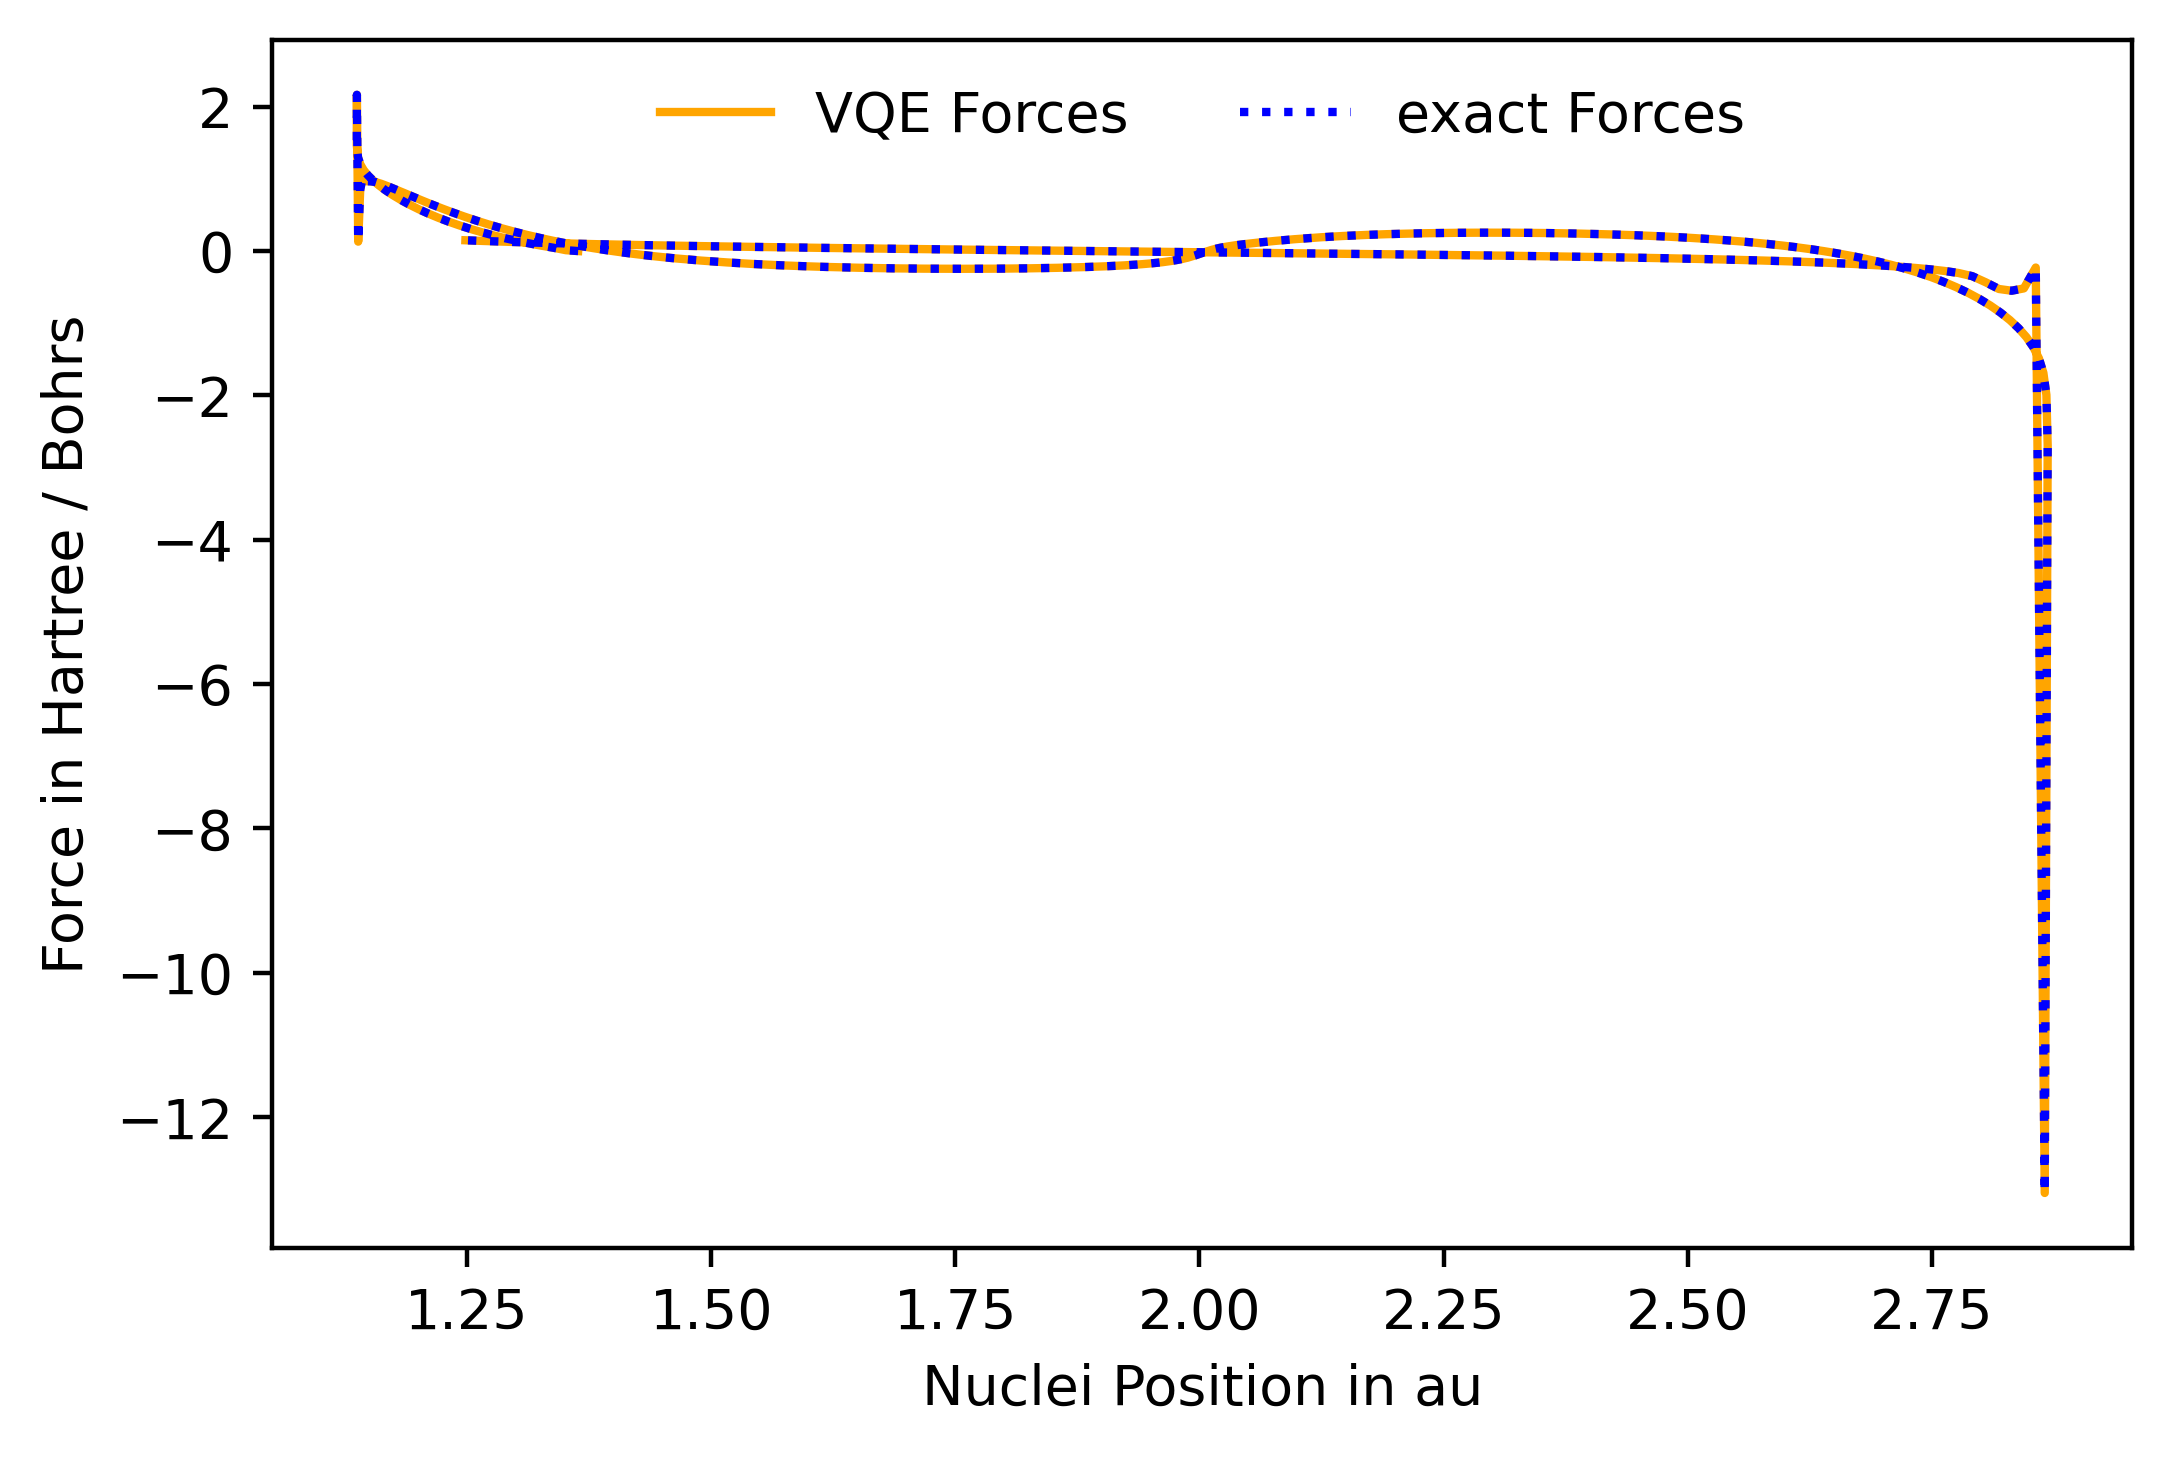 VQE Forces exact Forces
2
0
−2
−4
−6
−8
−10
−12
Force in Hartree / Bohrs
1.25 1.50 1.75 2.00 2.25 2.50 2.75
Nuclei Position in au